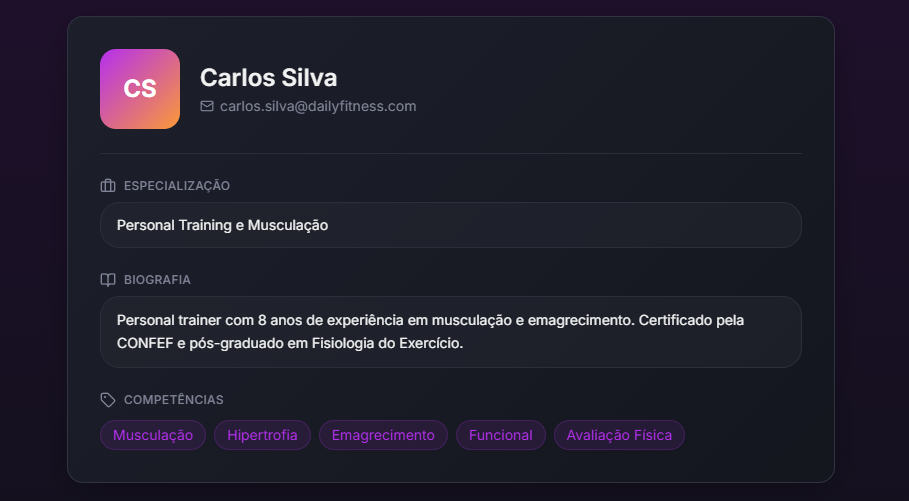 CS
Carlos Silva
carlos.silva@dailyfitness.com
ESPECIALIZAÇÃO
Personal Training e Musculação
BIOGRAFIA
Personal trainer com 8 anos de experiência em musculação e emagrecimento. Certificado pela
CONFEF e pós-graduado em Fisiologia do Exercício.
COMPETÊNCIAS
Musculação Hipertrofia Emagrecimento Funcional Avaliação Física